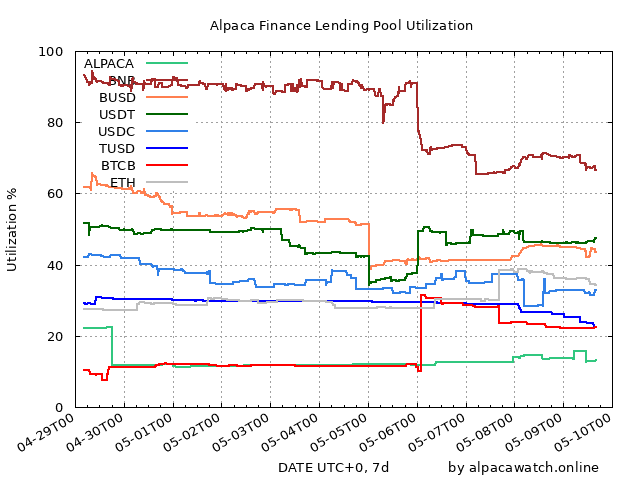 Alpaca Finance Lending Pool Utilization
100
80
60
40
20
0
Utilization %
ALPACA
BNB
BUSD
USDT
USDC
TUSD
BTCB
ETH
04-29T00
04-30T00
05-01T00
05-02T00
05-03T00
05-04T00
05-05T00
05-06T00
05-07T00
05-08T00
05-09T00
05-10T00
DATE UTC+0, 7d
by alpacawatch.online